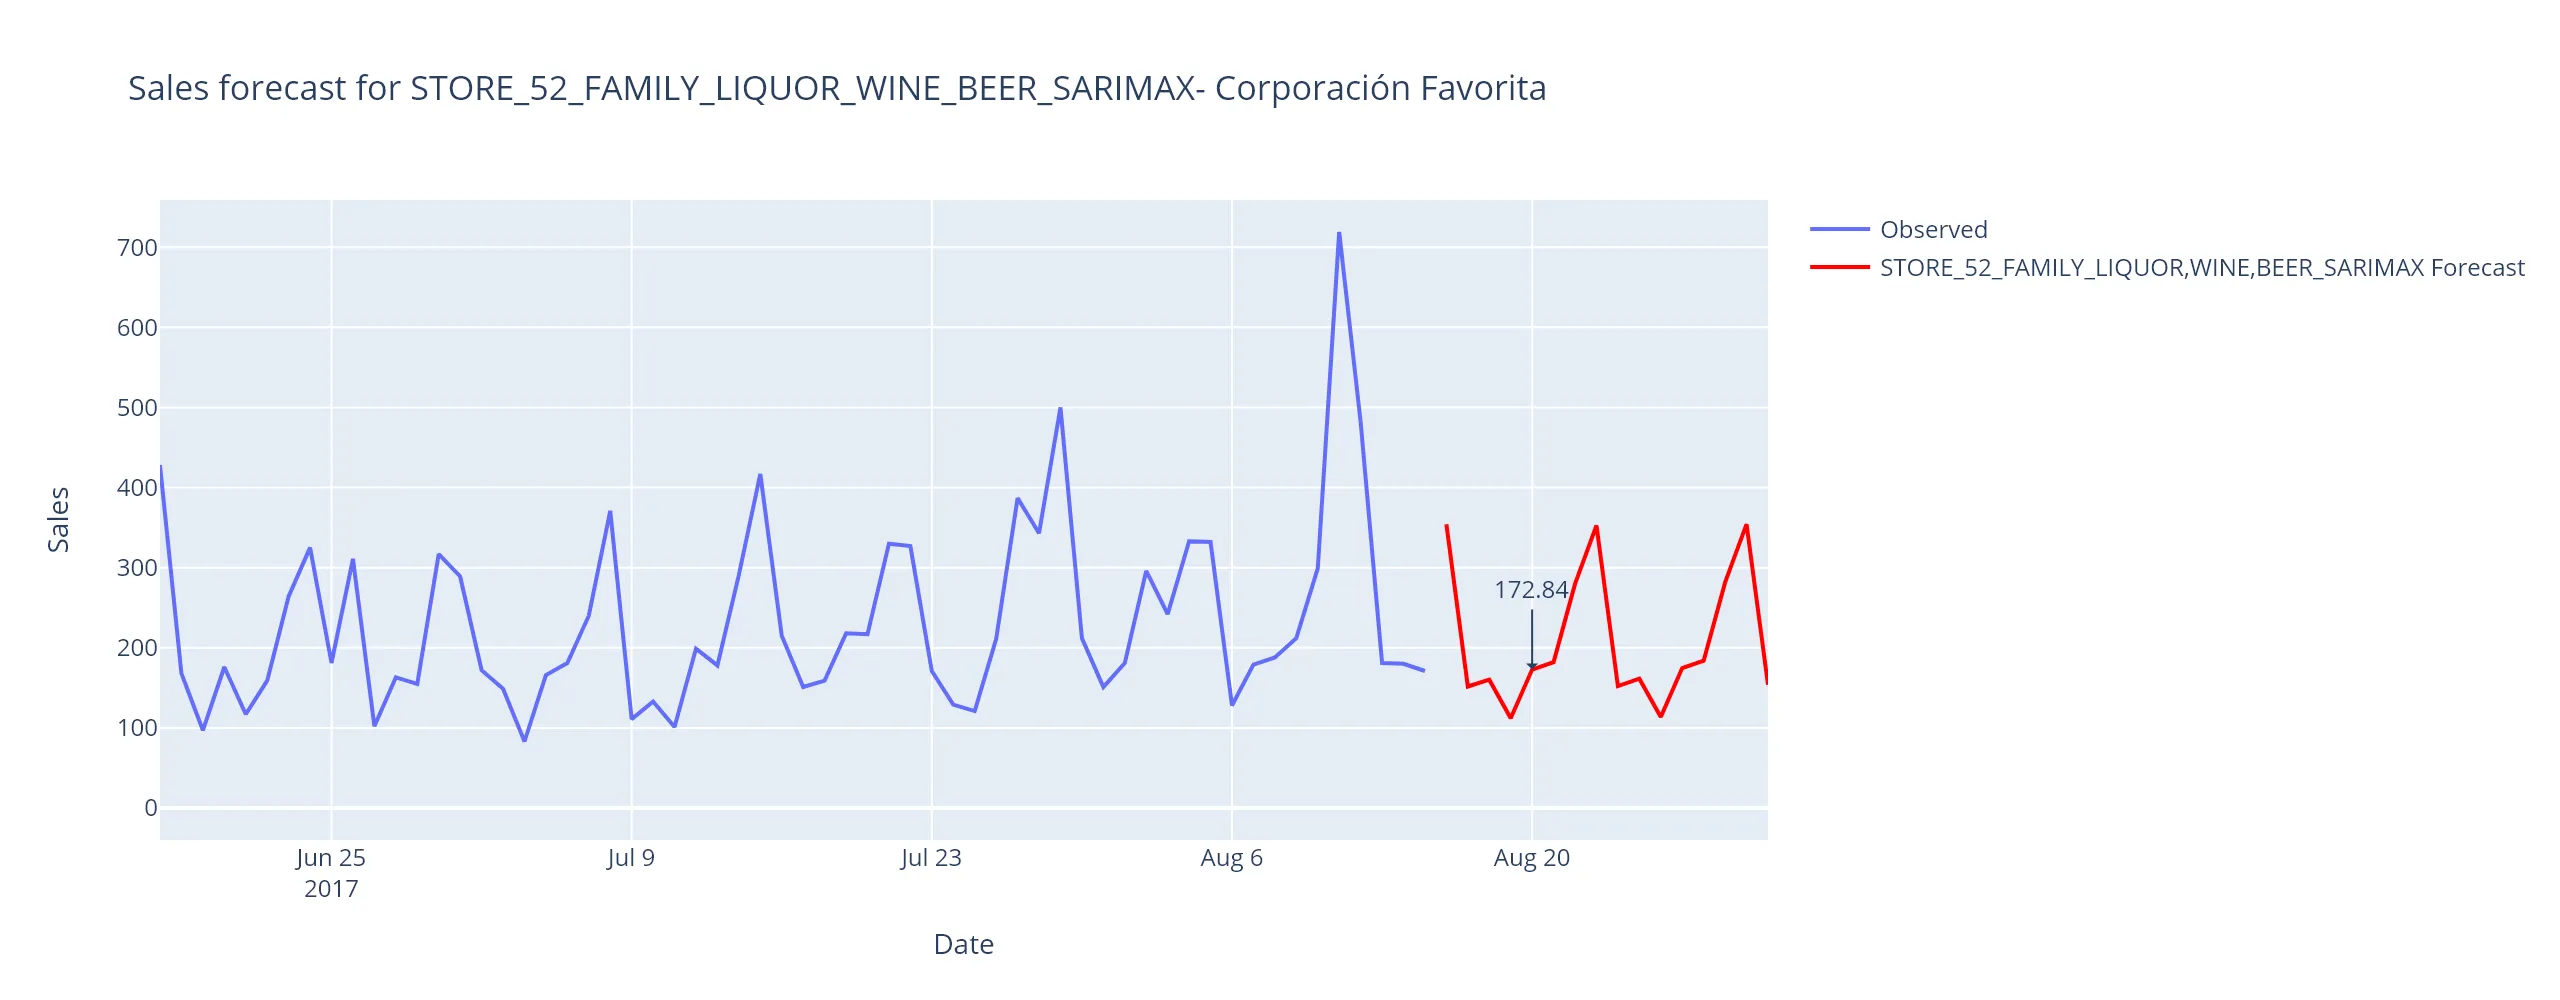 Sales forecast for STORE_52_FAMILY_LIQUOR_WINE_BEER_SARIMAX- Corporación Favorita
Observed
STORE_52_FAMILY_LIQUOR,WINE,BEER_SARIMAX Forecast
700
600
500
400
300
200
100
0
Sales
172.84
Jun 25
2017
Jul 9
Jul 23
Aug 6
Aug 20
Date